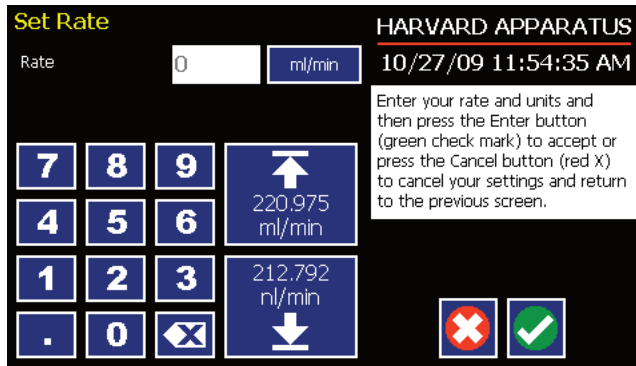 Set Rate
Rate
0
ml/min
7 8 9
220.975
ml/min
4 5 6
1 2 3
212.792
nl/min
. 0
HARVARD APPARATUS
10/27/09 11:54:35 AM
Enter your rate and units and
then press the Enter button
(green check mark) to accept or
press the Cancel button (red X)
to cancel your settings and return
to the previous screen.